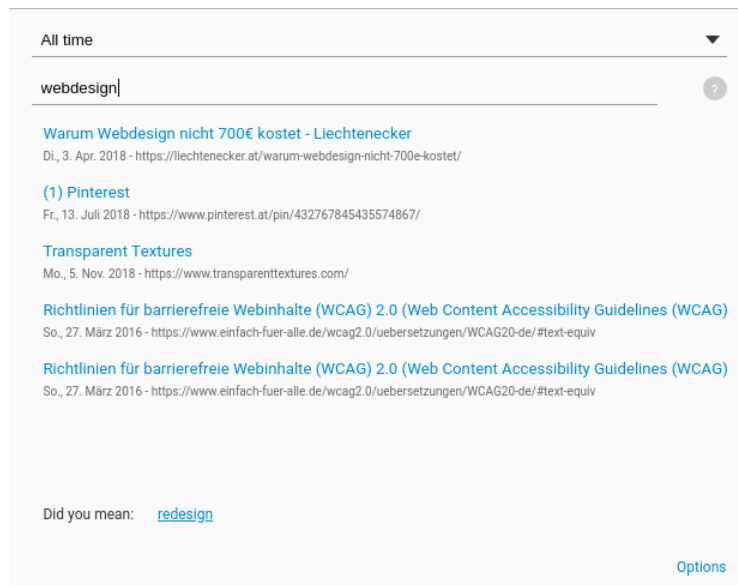 All time
webdesign
?
Warum Webdesign nicht 700€ kostet - Liechtenecker
Di., 3. Apr. 2018 - https://liechtenecker.at/warum-webdesign-nicht-700e-kostet/
(1) Pinterest
Fr., 13. Juli 2018 - https://www.pinterest.at/pin/432767845435574867/
Transparent Textures
Mo., 5. Nov. 2018 - https://www.transparenttextures.com/
Richtlinien für barrierefreie Webinhalte (WCAG) 2.0 (Web Content Accessibility Guidelines (WCAG)
So., 27. März 2016 - https://www.einfach-fuer-alle.de/wcag2.0/uebersetzungen/WCAG20-de/#text-equiv
Richtlinien für barrierefreie Webinhalte (WCAG) 2.0 (Web Content Accessibility Guidelines (WCAG)
So., 27. März 2016 - https://www.einfach-fuer-alle.de/wcag2.0/uebersetzungen/WCAG20-de/#text-equiv
Did you mean: redesign
Options